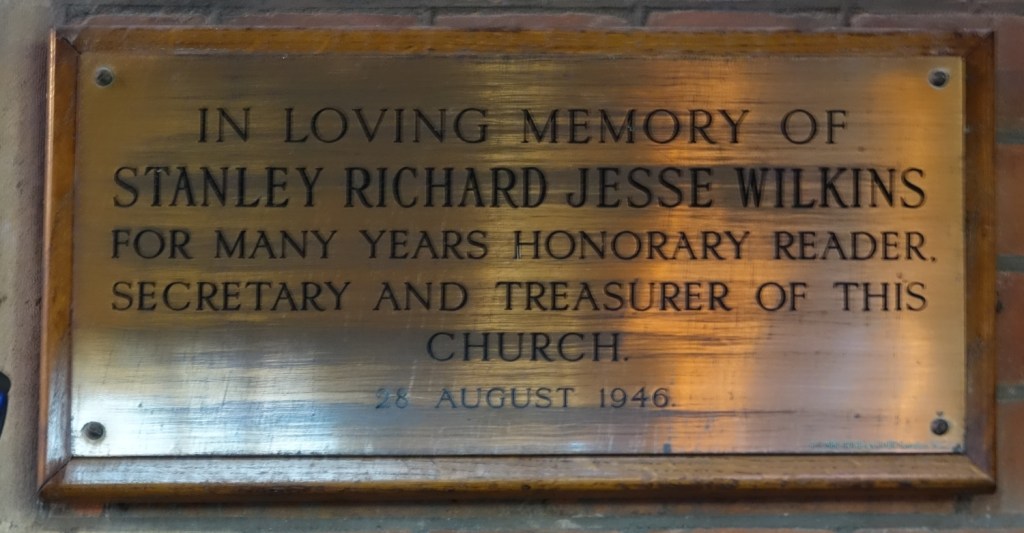 IN LOVING MEMORY OF
STANLEY RICHARD JESSE WILKINS
FOR MANY YEARS HONORARY READER.
SECRETARY AND TREASURER OF THIS
CHURCH.
28 AUGUST 1946.